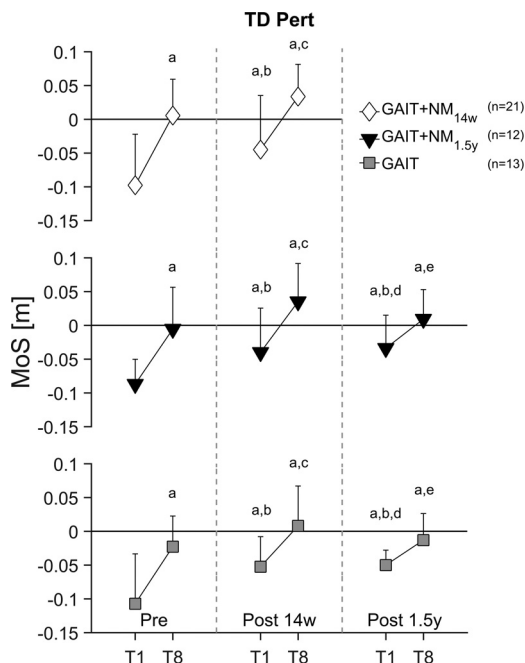 TD Pert
0.1
0.05
0
-0.05
-0.1
-0.15
a
a,b
a,c
GAIT+NM14w (n=21)
GAIT+NM1.5y (n=12)
GAIT (n=13)
MoS [m]
0.1
0.05
0
-0.05
-0.1
-0.15
a
a,b
a,c
a,b,d
a,e
0.1
0.05
0
-0.05
-0.1
-0.15
a
a,b
a,c
a,b,d
a,e
Pre Post 14w Post 1.5y
T1 T8 T1 T8 T1 T8